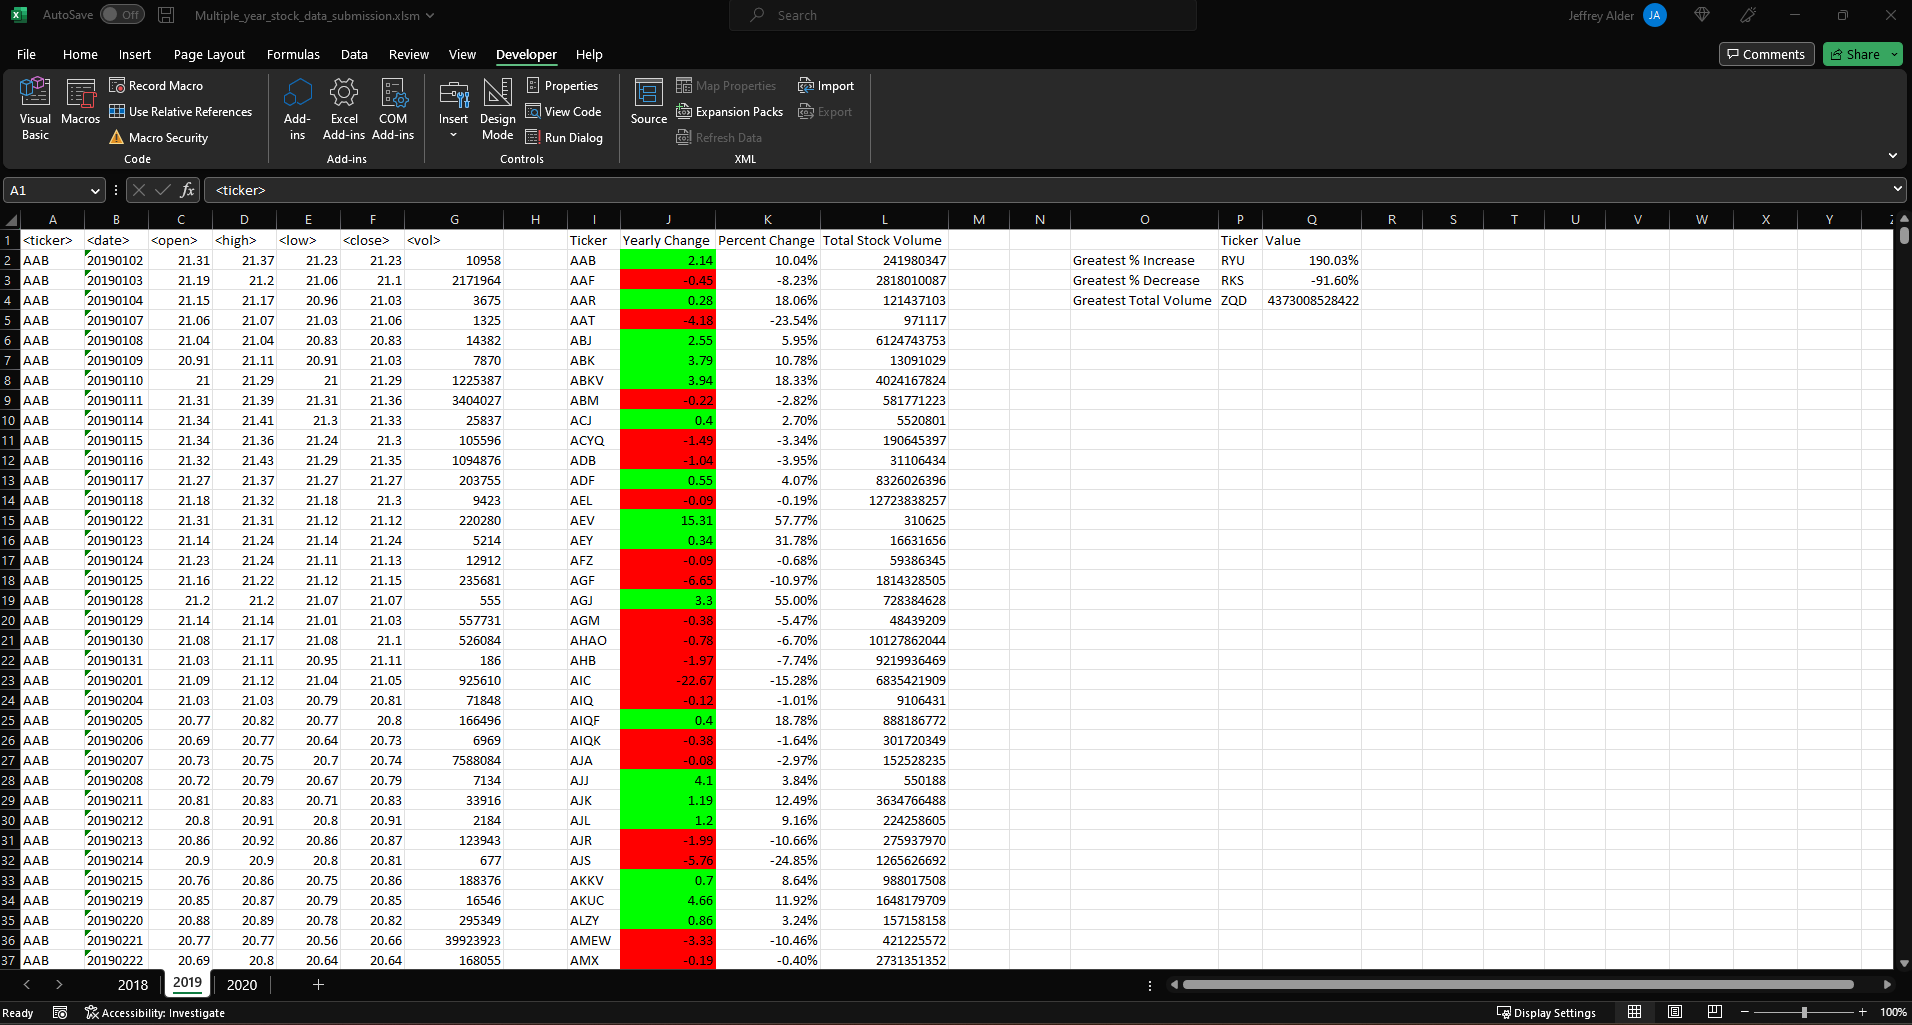 AutoSave Off Multiple_year_stock_data_submission.xlsm Search Jeffrey Alder JA
File Home Insert Page Layout Formulas Data Review View Developer Help Comments Share
Visual Basic Macros Record Macro Use Relative References Macro Security Code
Add-ins Excel Add-ins COM Add-ins Add-ins
Insert Design Mode Properties View Code Run Dialog Controls
Source Map Properties Expansion Packs Refresh Data Import Export XML
A1 fx <ticker>
A B C D E F G H I J K L M N O P Q R S T U V W X Y
1 <ticker> <date> <open> <high> <low> <close> <vol> Ticker Yearly Change Percent Change Total Stock Volume Ticker Value
2 AAB 20190102 21.31 21.37 21.23 21.23 10958 AAB 2.14 10.04% 241980347 Greatest % Increase RYU 190.03%
3 AAB 20190103 21.19 21.2 21.06 21.1 2171964 AAF -0.45 -8.23% 2818010087 Greatest % Decrease RKS -91.60%
4 AAB 20190104 21.15 21.17 20.96 21.03 3675 AAR 0.28 18.06% 121437103 Greatest Total Volume ZQD 4373008528422
5 AAB 20190107 21.06 21.07 21.03 21.06 1325 AAT -4.18 -23.54% 971117
6 AAB 20190108 21.04 21.04 20.83 20.83 14382 ABJ 2.55 5.95% 6124743753
7 AAB 20190109 20.91 21.11 20.91 21.03 7870 ABK 3.79 10.78% 13091029
8 AAB 20190110 21 21.29 21 21.29 1225387 ABKV 3.94 18.33% 4024167824
9 AAB 20190111 21.31 21.39 21.31 21.36 3404027 ABM -0.22 -2.82% 581771223
10 AAB 20190114 21.34 21.41 21.3 21.33 25837 ACJ 0.4 2.70% 5520801
11 AAB 20190115 21.34 21.36 21.24 21.3 105596 ACYQ -1.49 -3.34% 190645397
12 AAB 20190116 21.32 21.43 21.29 21.35 1094876 ADB -1.04 -3.95% 31106434
13 AAB 20190117 21.27 21.37 21.27 21.27 203755 ADF 0.55 4.07% 8326026396
14 AAB 20190118 21.18 21.32 21.18 21.3 9423 AEL -0.09 -0.19% 12723838257
15 AAB 20190122 21.31 21.31 21.12 21.12 220280 AEV 15.31 57.77% 310625
16 AAB 20190123 21.14 21.24 21.14 21.24 5214 AEY 0.34 31.78% 16631656
17 AAB 20190124 21.23 21.24 21.11 21.13 12912 AFZ -0.09 -0.68% 59386345
18 AAB 20190125 21.16 21.22 21.12 21.15 235681 AGF -6.65 -10.97% 1814328505
19 AAB 20190128 21.2 21.2 21.07 21.07 555 AGJ 3.3 55.00% 728384628
20 AAB 20190129 21.14 21.14 21.01 21.03 557731 AGM -0.38 -5.47% 48439209
21 AAB 20190130 21.08 21.17 21.08 21.1 526084 AHAO -0.78 -6.70% 10127862044
22 AAB 20190131 21.03 21.11 20.95 21.11 186 AHB -1.97 -7.74% 9219936469
23 AAB 20190201 21.09 21.12 21.04 21.05 925610 AIC -22.67 -15.28% 6835421909
24 AAB 20190204 21.03 21.03 20.79 20.81 71848 AIQ -0.12 -1.01% 9106431
25 AAB 20190205 20.77 20.82 20.77 20.8 166496 AIQF 0.4 18.78% 888186772
26 AAB 20190206 20.69 20.77 20.64 20.73 6969 AIQK -0.38 -1.64% 301720349
27 AAB 20190207 20.73 20.75 20.7 20.74 7588084 AJA -0.08 -2.97% 152528235
28 AAB 20190208 20.72 20.79 20.67 20.79 7134 AJJ 4.1 3.84% 550188
29 AAB 20190211 20.81 20.83 20.71 20.83 33916 AJK 1.19 12.49% 3634766488
30 AAB 20190212 20.8 20.91 20.8 20.91 2184 AJL 1.2 9.16% 224258605
31 AAB 20190213 20.86 20.92 20.86 20.87 123943 AJR -1.99 -10.66% 275937970
32 AAB 20190214 20.9 20.9 20.8 20.81 677 AJS -5.76 -24.85% 1265626692
33 AAB 20190215 20.76 20.86 20.75 20.86 188376 AKKV 0.7 8.64% 988017508
34 AAB 20190219 20.85 20.87 20.79 20.85 16546 AKUC 4.66 11.92% 1648179709
35 AAB 20190220 20.88 20.89 20.78 20.82 295349 ALZY 0.86 3.24% 157158158
36 AAB 20190221 20.77 20.77 20.56 20.66 39923923 AMEW -3.33 -10.46% 421225572
37 AAB 20190222 20.69 20.8 20.64 20.64 168055 AMX -0.19 -0.40% 2731351352
2018 2019 2020
Ready Accessibility: Investigate Display Settings 100%